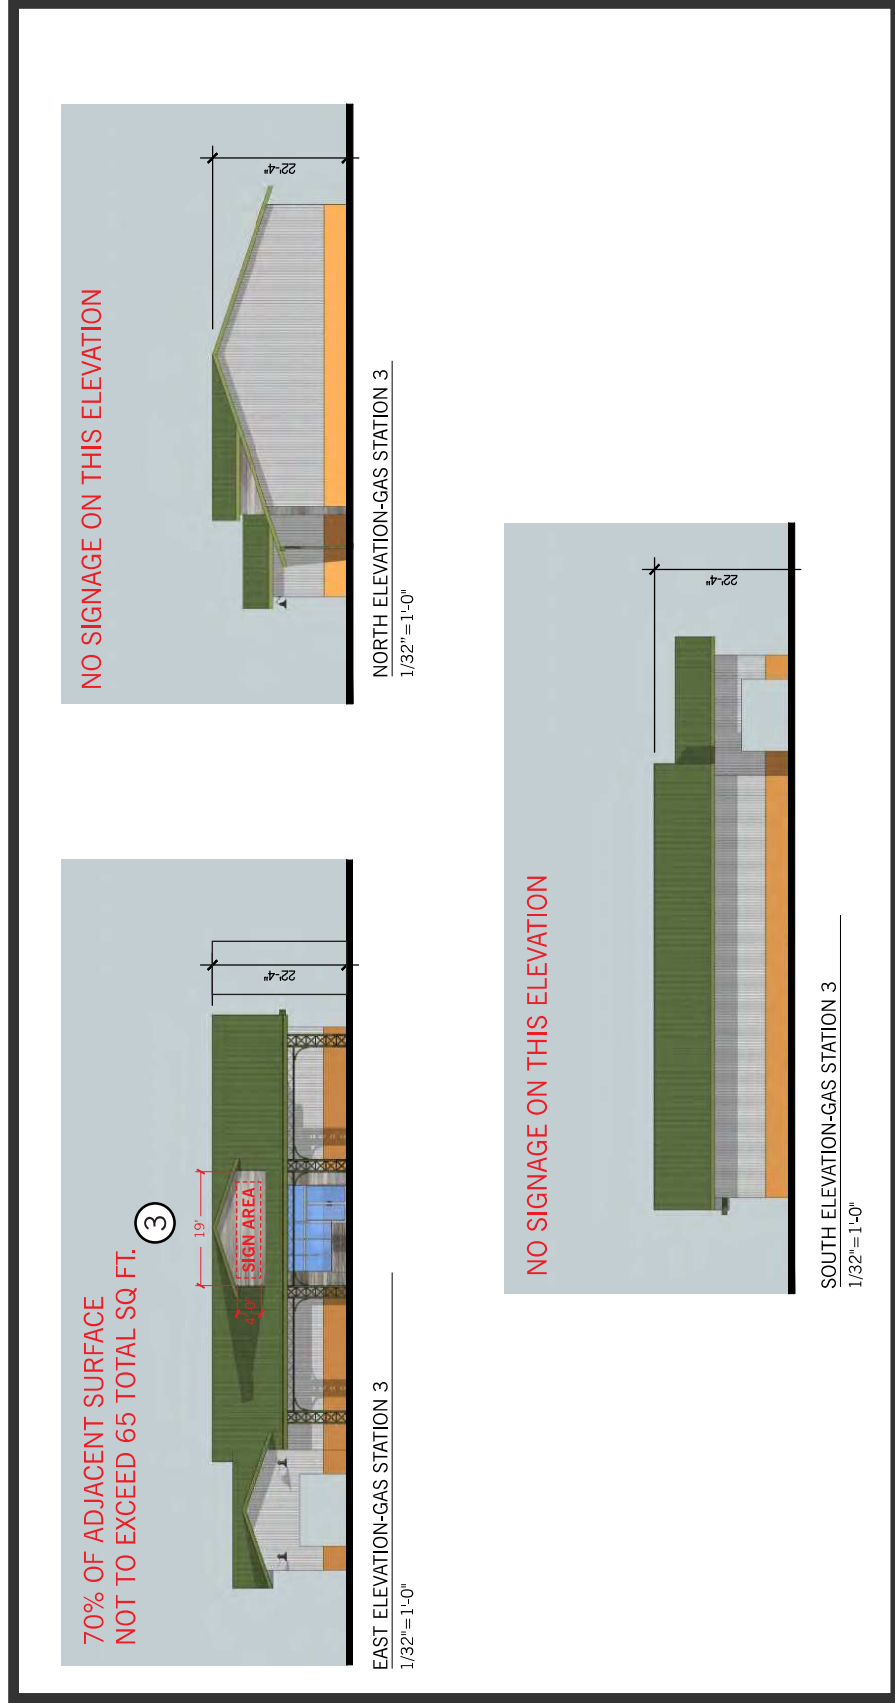 70% OF ADJACENT SURFACE
NOT TO EXCEED 65 TOTAL SQ FT.
3
19'
SIGN AREA
4'-0"
22'-4"
EAST ELEVATION-GAS STATION 3
1/32"=1'-0"
NO SIGNAGE ON THIS ELEVATION
22'-4"
NORTH ELEVATION-GAS STATION 3
1/32"=1'-0"
NO SIGNAGE ON THIS ELEVATION
22'-4"
SOUTH ELEVATION-GAS STATION 3
1/32"=1'-0"